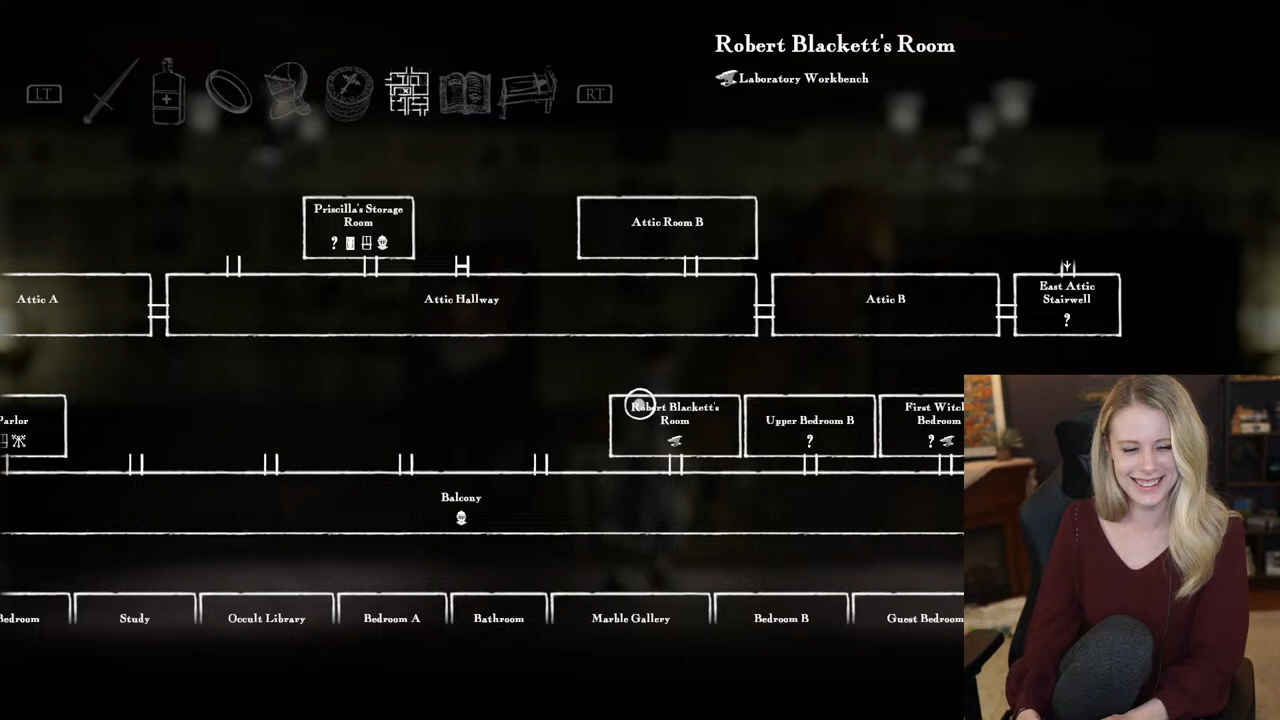 Robert Blackett's Room
Laboratory Workbench
LT
RT
Priscilla's Storage
Room
?
Attic Room B
Attic A
Attic Hallway
Attic B
East Attic
Stairwell
?
Parlor
Robert Blackett's
Room
Upper Bedroom B
?
First Witch
Bedroom
?
Balcony
Bedroom
Study
Occult Library
Bedroom A
Bathroom
Marble Gallery
Bedroom B
Guest Bedroom